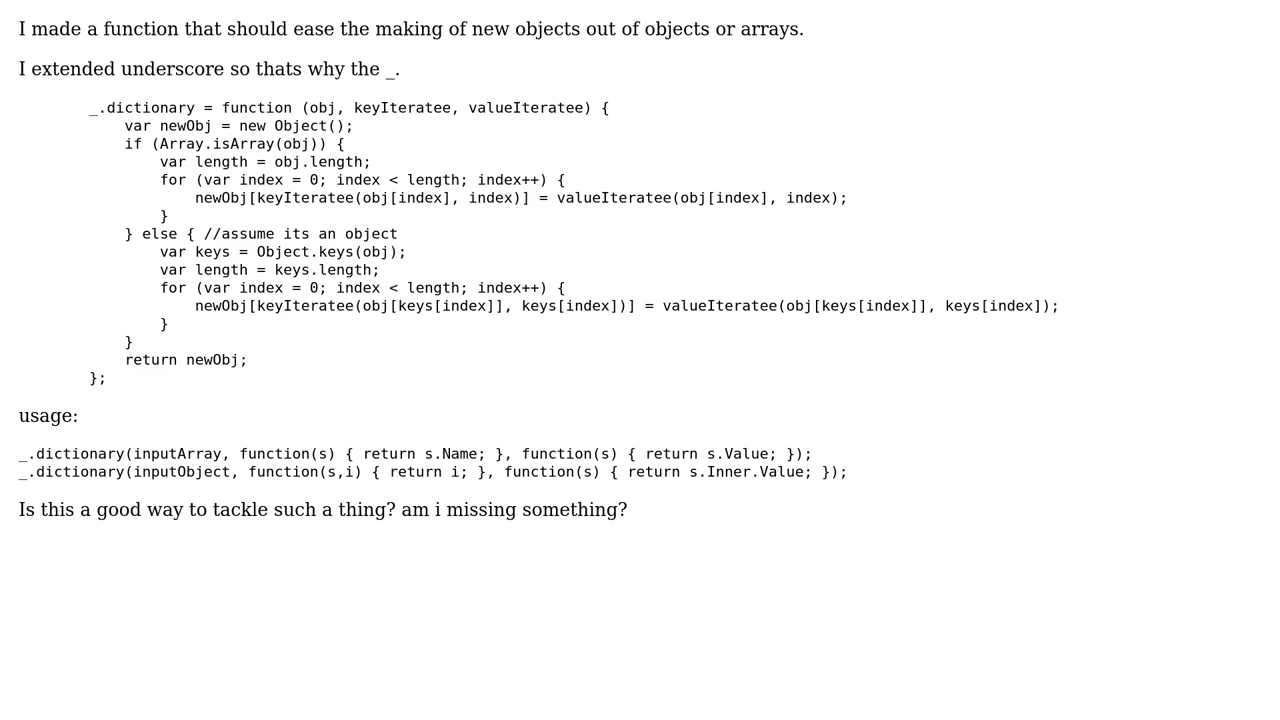 I made a function that should ease the making of new objects out of objects or arrays.
I extended underscore so thats why the _.
_.dictionary = function (obj, keyIteratee, valueIteratee) {
var newObj = new Object();
if (Array.isArray(obj)) {
var length = obj.length;
for (var index = 0; index < length; index++) {
newObj[keyIteratee(obj[index], index)] = valueIteratee(obj[index], index);
}
} else { //assume its an object
var keys = Object.keys(obj);
var length = keys.length;
for (var index = 0; index < length; index++) {
newObj[keyIteratee(obj[keys[index]], keys[index])] = valueIteratee(obj[keys[index]], keys[index]);
}
}
return newObj;
};
usage:
_.dictionary(inputArray, function(s) { return s.Name; }, function(s) { return s.Value; });
_.dictionary(inputObject, function(s,i) { return i; }, function(s) { return s.Inner.Value; });
Is this a good way to tackle such a thing? am i missing something?